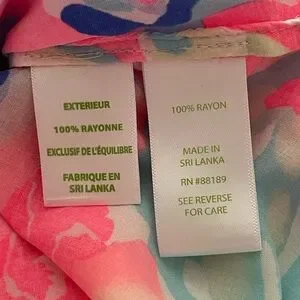 EXTERIEUR
100% RAYONNE
EXCLUSIF DE L'ÉQUILIBRE
FABRIQUE EN
SRI LANKA
100% RAYON
MADE IN
SRI LANKA
RN #88189
SEE REVERSE
FOR CARE